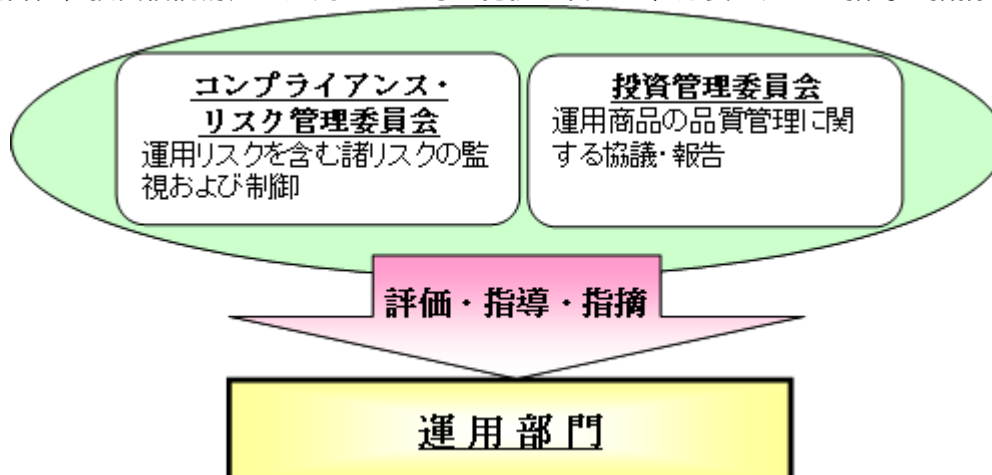 コンプライアンス・
リスク管理委員会
運用リスクを含む諸リスクの監
視および制御
投資管理委員会
運用商品の品質管理に関
する協議・報告
評価・指導・指摘
運用部門